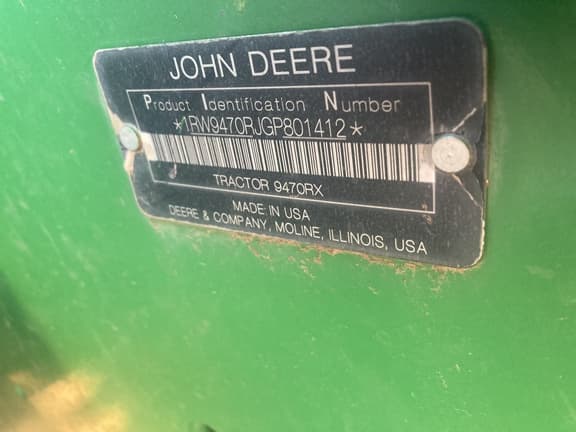 JOHN DEERE
Product Identification Number
*1RW9470RJGP801412*
TRACTOR 9470RX
MADE IN USA
DEERE & COMPANY, MOLINE, ILLINOIS, USA